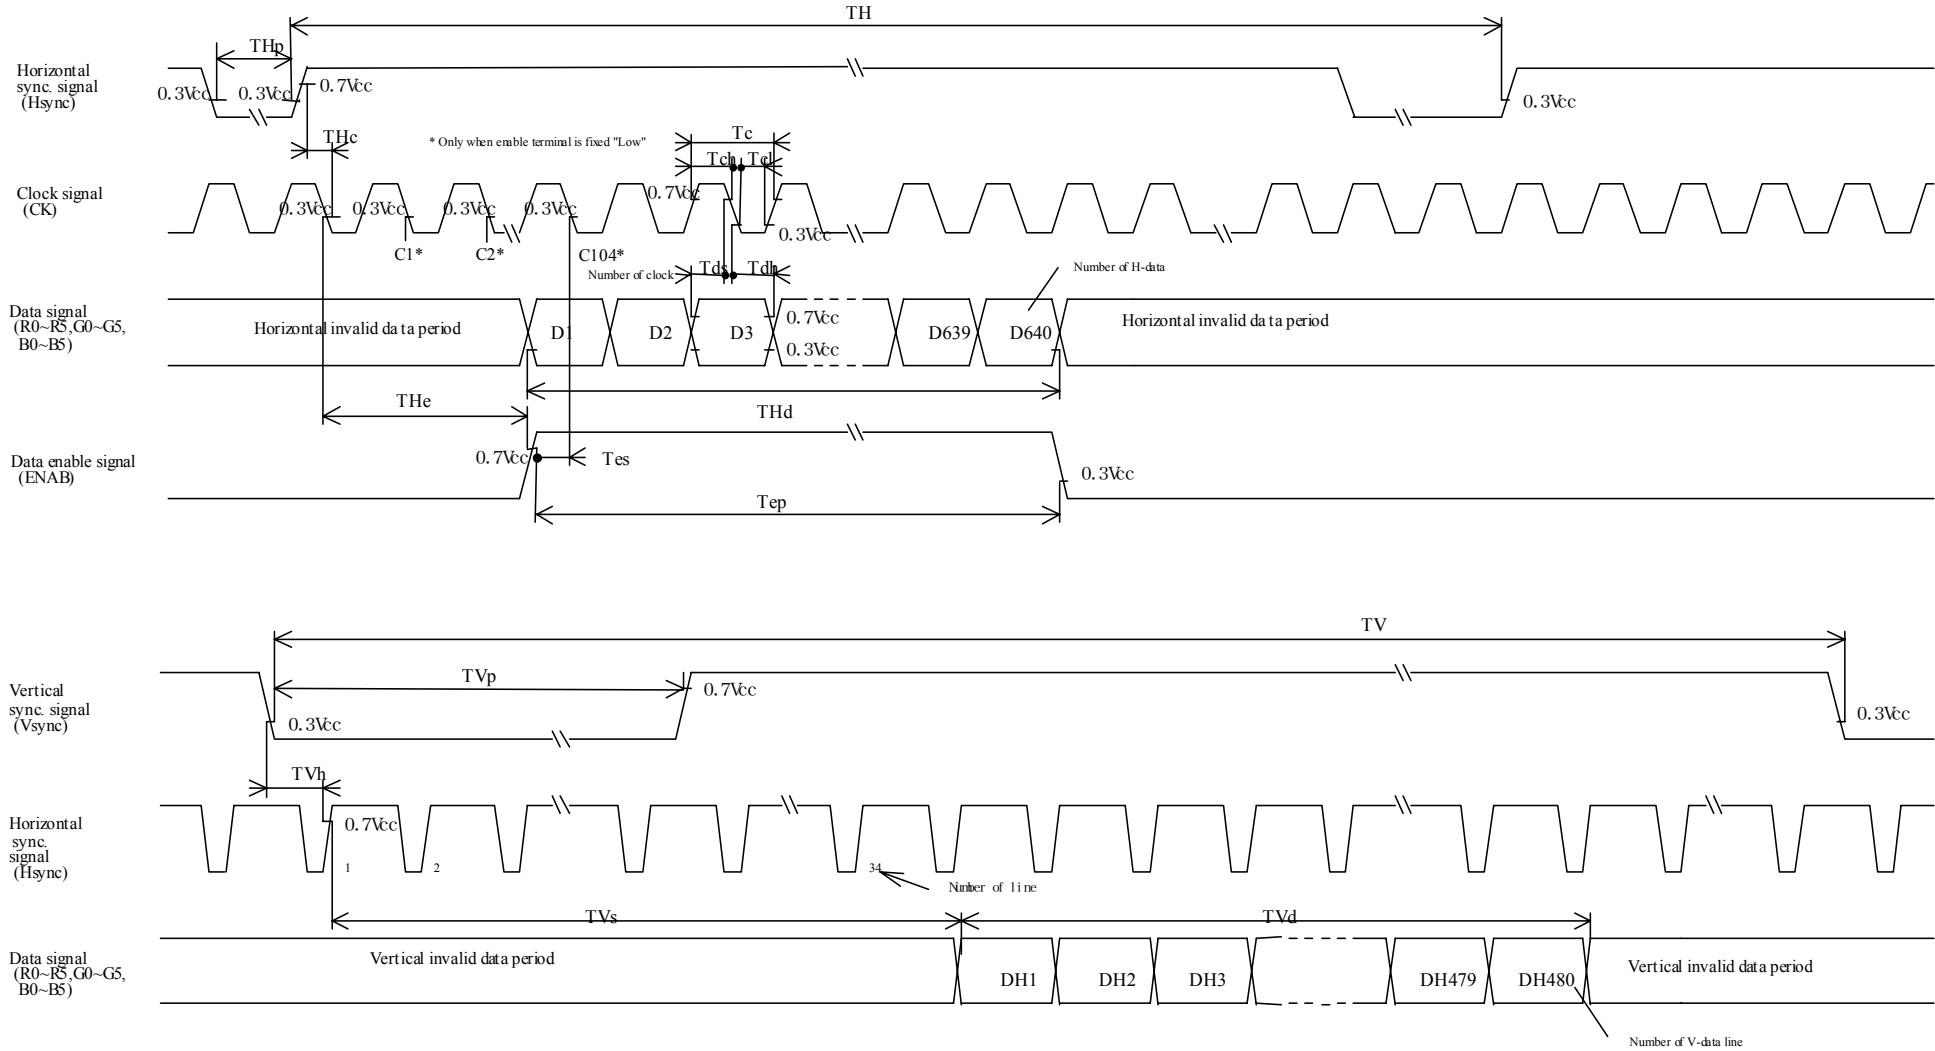 TH
THp
Horizontal
sync. signal
(Hsync)
0.3Vcc
0.3Vcc
0.7Vcc
0.3Vcc
THc
* Only when enable terminal is fixed "Low"
Tc
Tch
Tcl
Clock signal
(CK)
0.3Vcc
0.3Vcc
0.3Vcc
0.3Vcc
0.7Vcc
0.3Vcc
C1*
C2*
C104*
Number of clock
Tds
Tdh
Number of H-data
Data signal
(R0~R5,G0~G5,
B0~B5)
Horizontal invalid data period
D1
D2
D3
0.7Vcc
0.3Vcc
D639
D640
Horizontal invalid data period
THe
THd
Data enable signal
(ENAB)
0.7Vcc
Tes
0.3Vcc
Tep
TV
Vertical
sync. signal
(Vsync)
TVp
0.7Vcc
0.3Vcc
0.3Vcc
TVh
Horizontal
sync.
signal
(Hsync)
0.7Vcc
1
2
34
Number of line
TVs
TVd
Data signal
(R0~R5,G0~G5,
B0~B5)
Vertical invalid data period
DH1
DH2
DH3
DH479
DH480
Vertical invalid data period
Number of V-data line